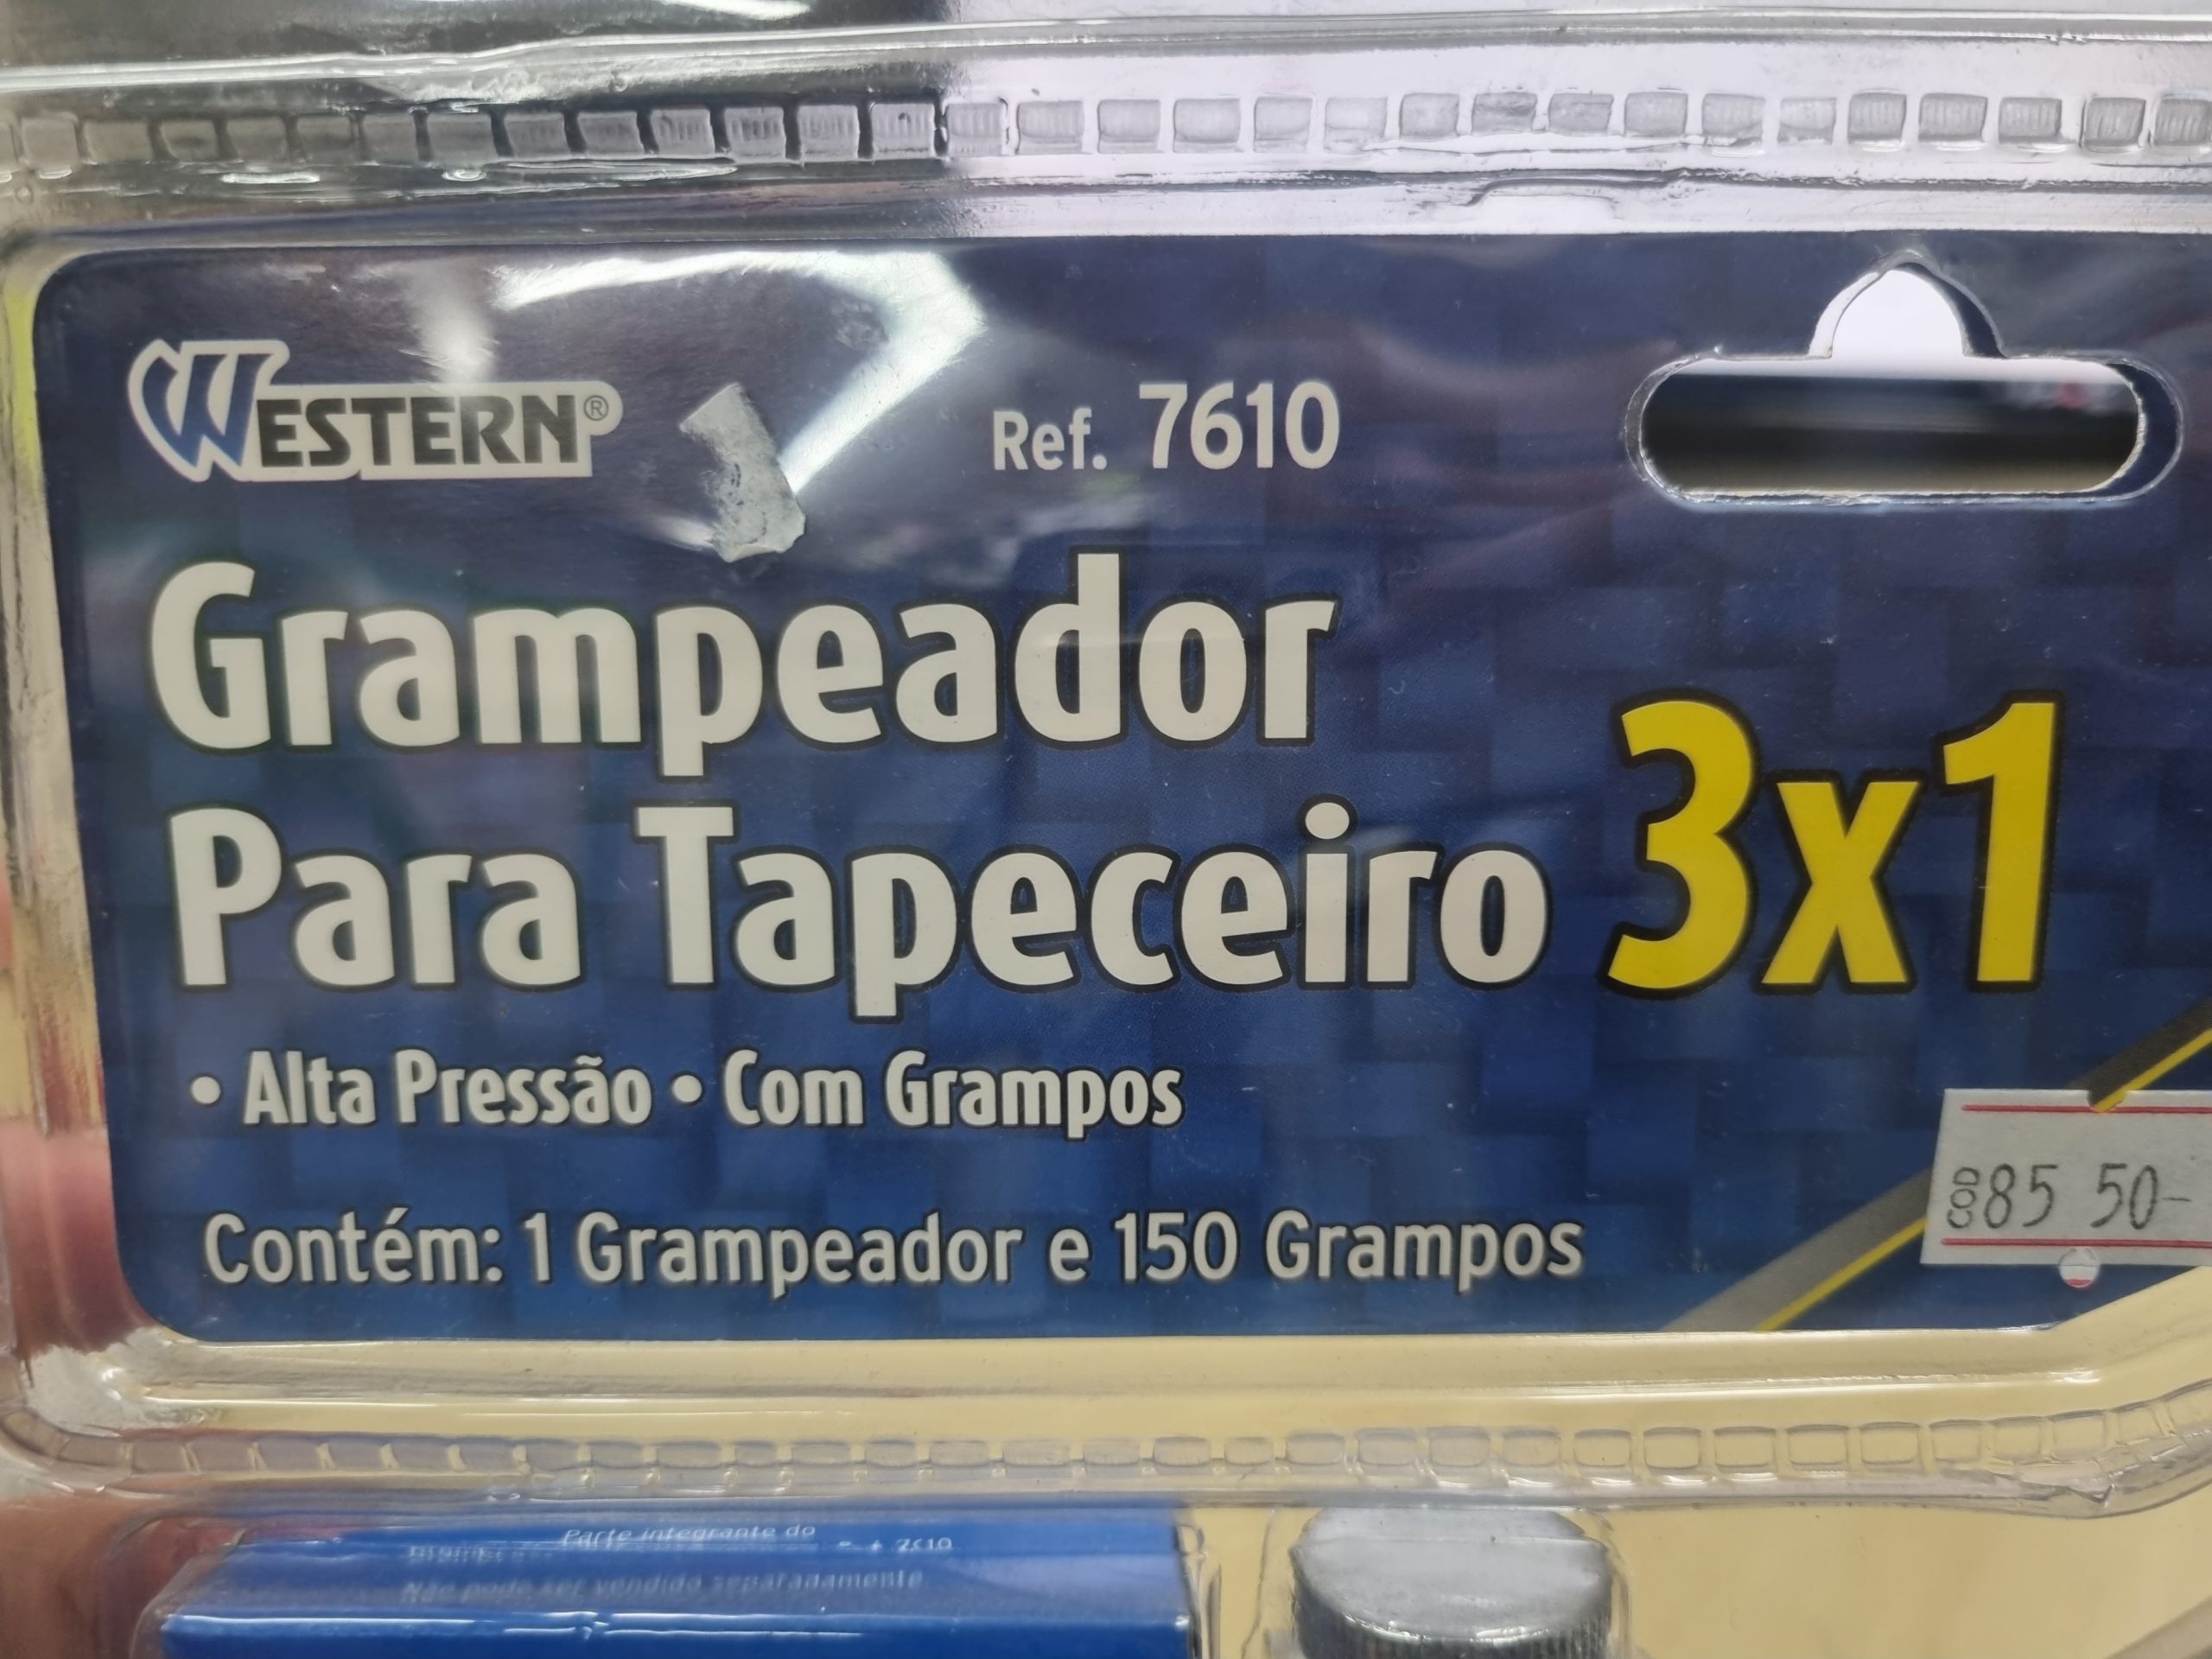 WESTERN®
Ref. 7610
Grampeador
Para Tapeceiro 3x1
• Alta Pressão • Com Grampos
Contém: 1 Grampeador e 150 Grampos
COD 85 50-
Parte integrante do
Não pode ser vendido separadamente